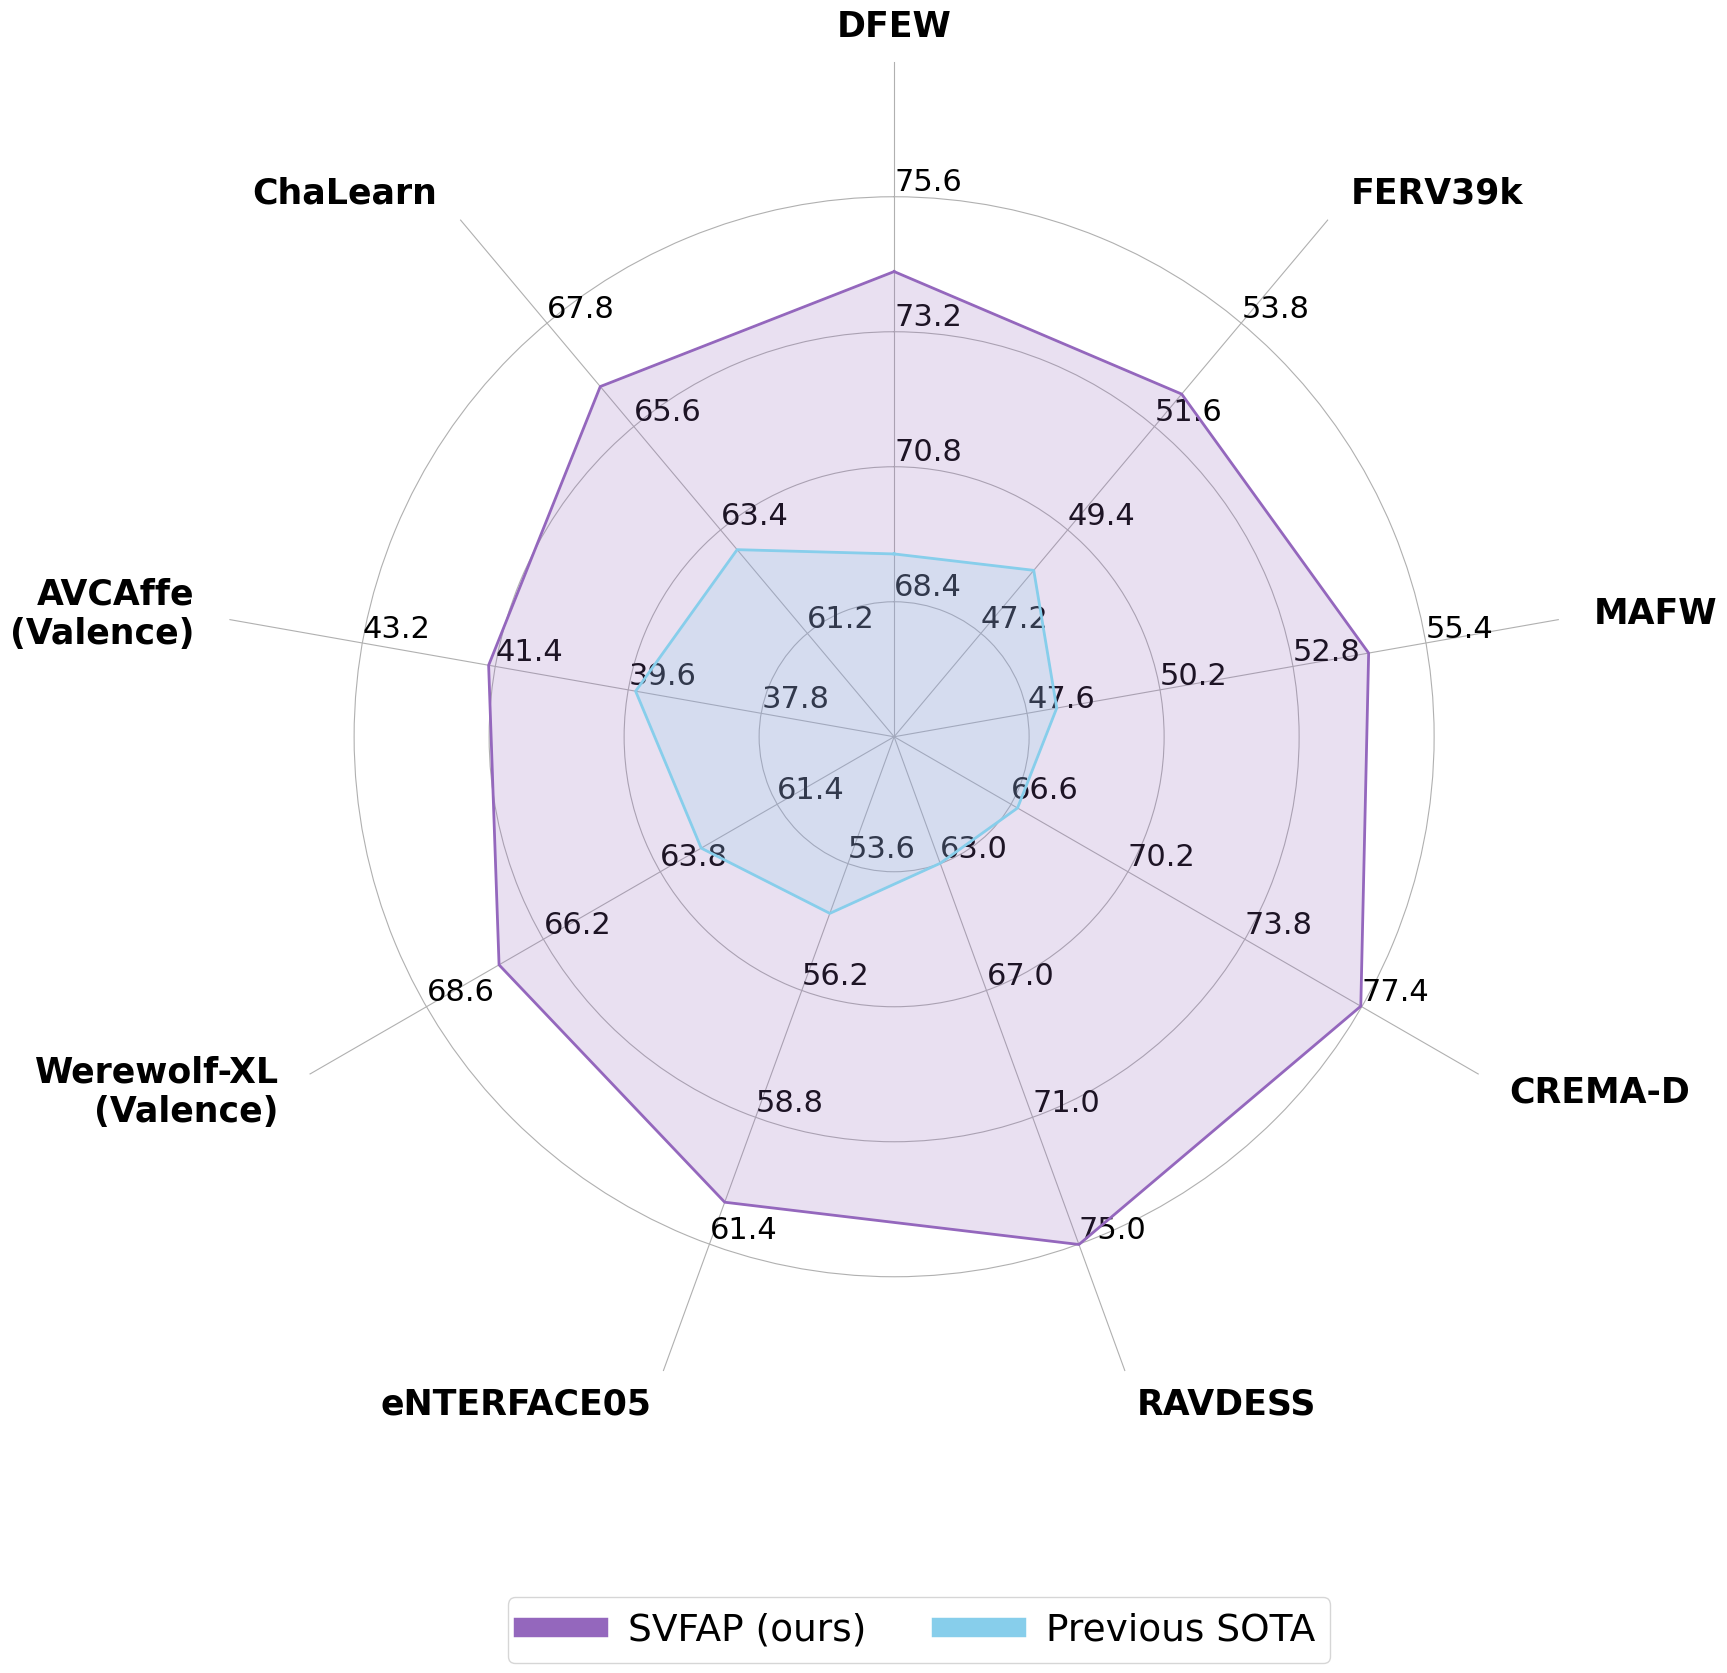 DFEW
ChaLearn
FERV39k
75.6
67.8
53.8
73.2
65.6
51.6
70.8
63.4
49.4
AVCAffe
(Valence)
MAFW
68.4
61.2
47.2
43.2
55.4
41.4
52.8
39.6
50.2
37.8
47.6
61.4
66.6
63.8
53.6
63.0
70.2
66.2
73.8
56.2
67.0
68.6
77.4
Werewolf-XL
(Valence)
CREMA-D
58.8
71.0
61.4
75.0
eNTERFACE05
RAVDESS
SVFAP (ours)
Previous SOTA